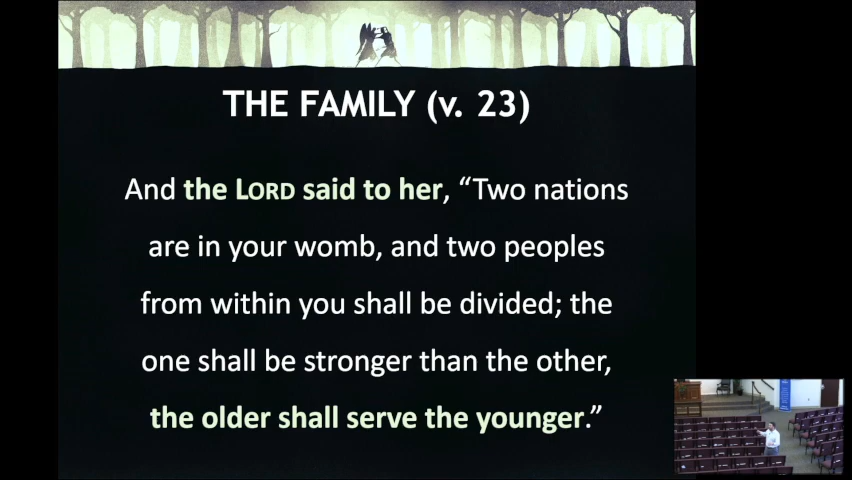 THE FAMILY (v. 23)
And the LORD said to her, “Two nations
are in your womb, and two peoples
from within you shall be divided; the
one shall be stronger than the other,
the older shall serve the younger.”